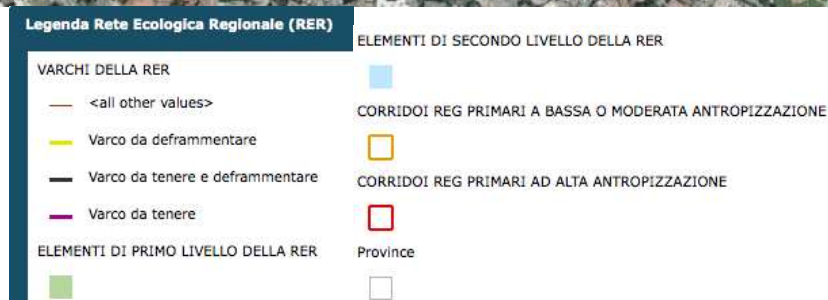 Legenda Rete Ecologica Regionale (RER)
VARCHI DELLA RER
<all other values>
Varco da deframmentare
Varco da tenere e deframmentare
Varco da tenere
ELEMENTI DI PRIMO LIVELLO DELLA RER
ELEMENTI DI SECONDO LIVELLO DELLA RER
CORRIDOI REG PRIMARI A BASSA O MODERATA ANTROPIZZAZIONE
CORRIDOI REG PRIMARI AD ALTA ANTROPIZZAZIONE
Province